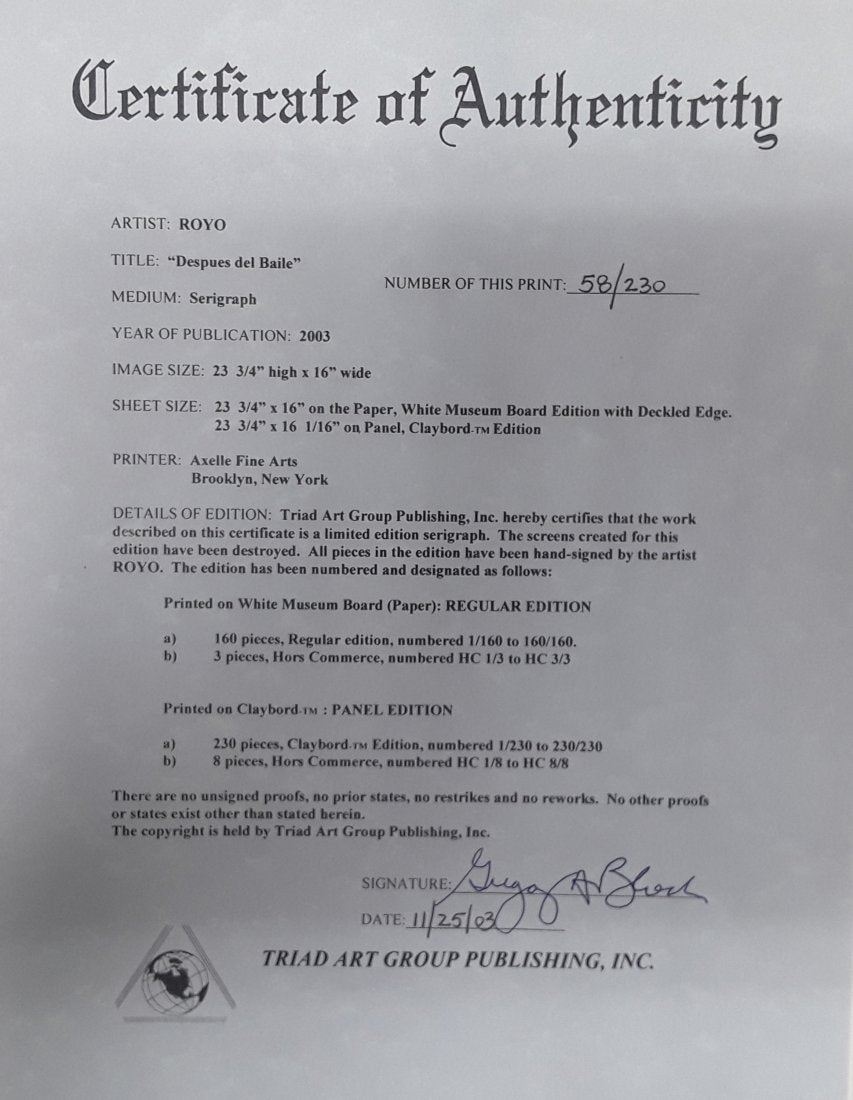 Certificate of Authenticity
ARTIST: ROYO
TITLE: “Despues del Baile”
NUMBER OF THIS PRINT: 58/230
MEDIUM: Serigraph
YEAR OF PUBLICATION: 2003
IMAGE SIZE: 23 3/4” high x 16” wide
SHEET SIZE: 23 3/4” x 16” on the Paper, White Museum Board Edition with Deckled Edge.
23 3/4” x 16 1/16” on Panel, Claybord™ Edition
PRINTER: Axelle Fine Arts
Brooklyn, New York
DETAILS OF EDITION: Triad Art Group Publishing, Inc. hereby certifies that the work
described on this certificate is a limited edition serigraph. The screens created for this
edition have been destroyed. All pieces in the edition have been hand-signed by the artist
ROYO. The edition has been numbered and designated as follows:
Printed on White Museum Board (Paper): REGULAR EDITION
a) 160 pieces, Regular edition, numbered 1/160 to 160/160.
b) 3 pieces, Hors Commerce, numbered HC 1/3 to HC 3/3
Printed on Claybord™ : PANEL EDITION
a) 230 pieces, Claybord™ Edition, numbered 1/230 to 230/230
b) 8 pieces, Hors Commerce, numbered HC 1/8 to HC 8/8
There are no unsigned proofs, no prior states, no restrikes and no reworks. No other proofs
or states exist other than stated herein.
The copyright is held by Triad Art Group Publishing, Inc.
SIGNATURE:
DATE: 11/25/03
TRIAD ART GROUP PUBLISHING, INC.